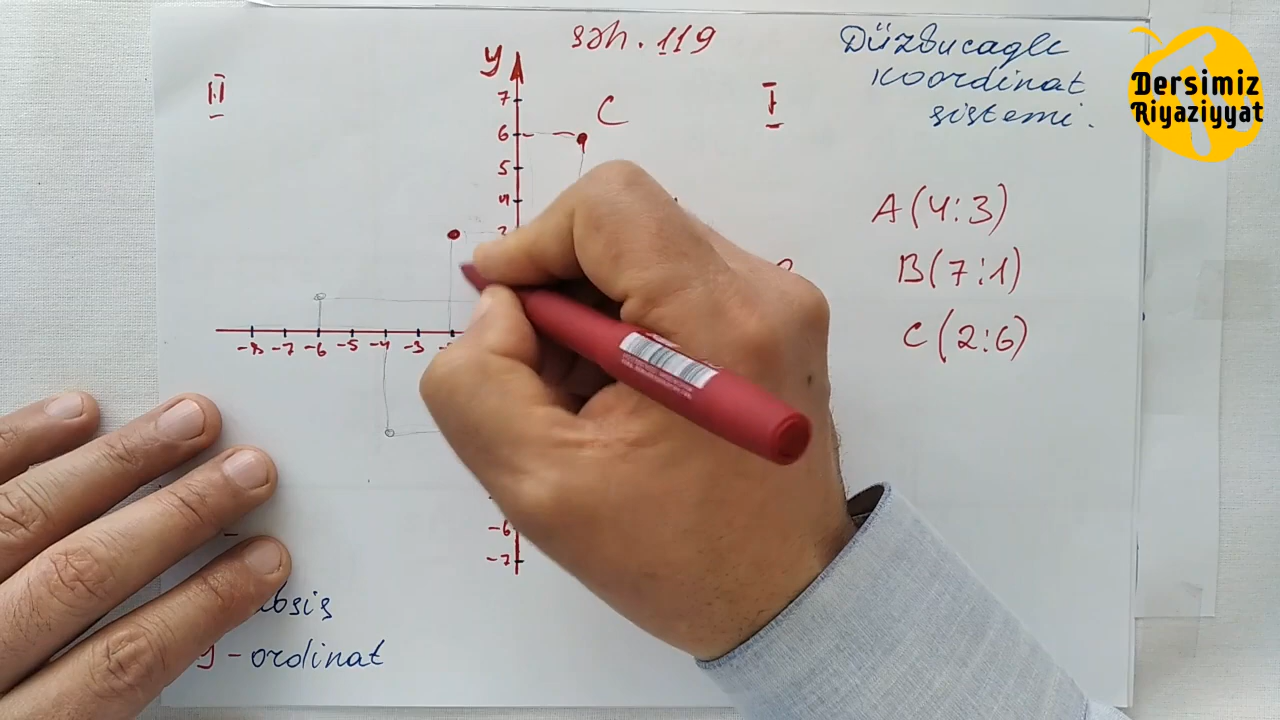 səh. 119
Düzbucaqlı
koordinat
sistemi.
Dersimiz
Riyaziyyat
II
I
y
C
7
6
5
4
A(4:3)
B(7:1)
C(2:6)
-8 -7 -6 -5 -4 -3
-6
-7
absis
y - ordinat